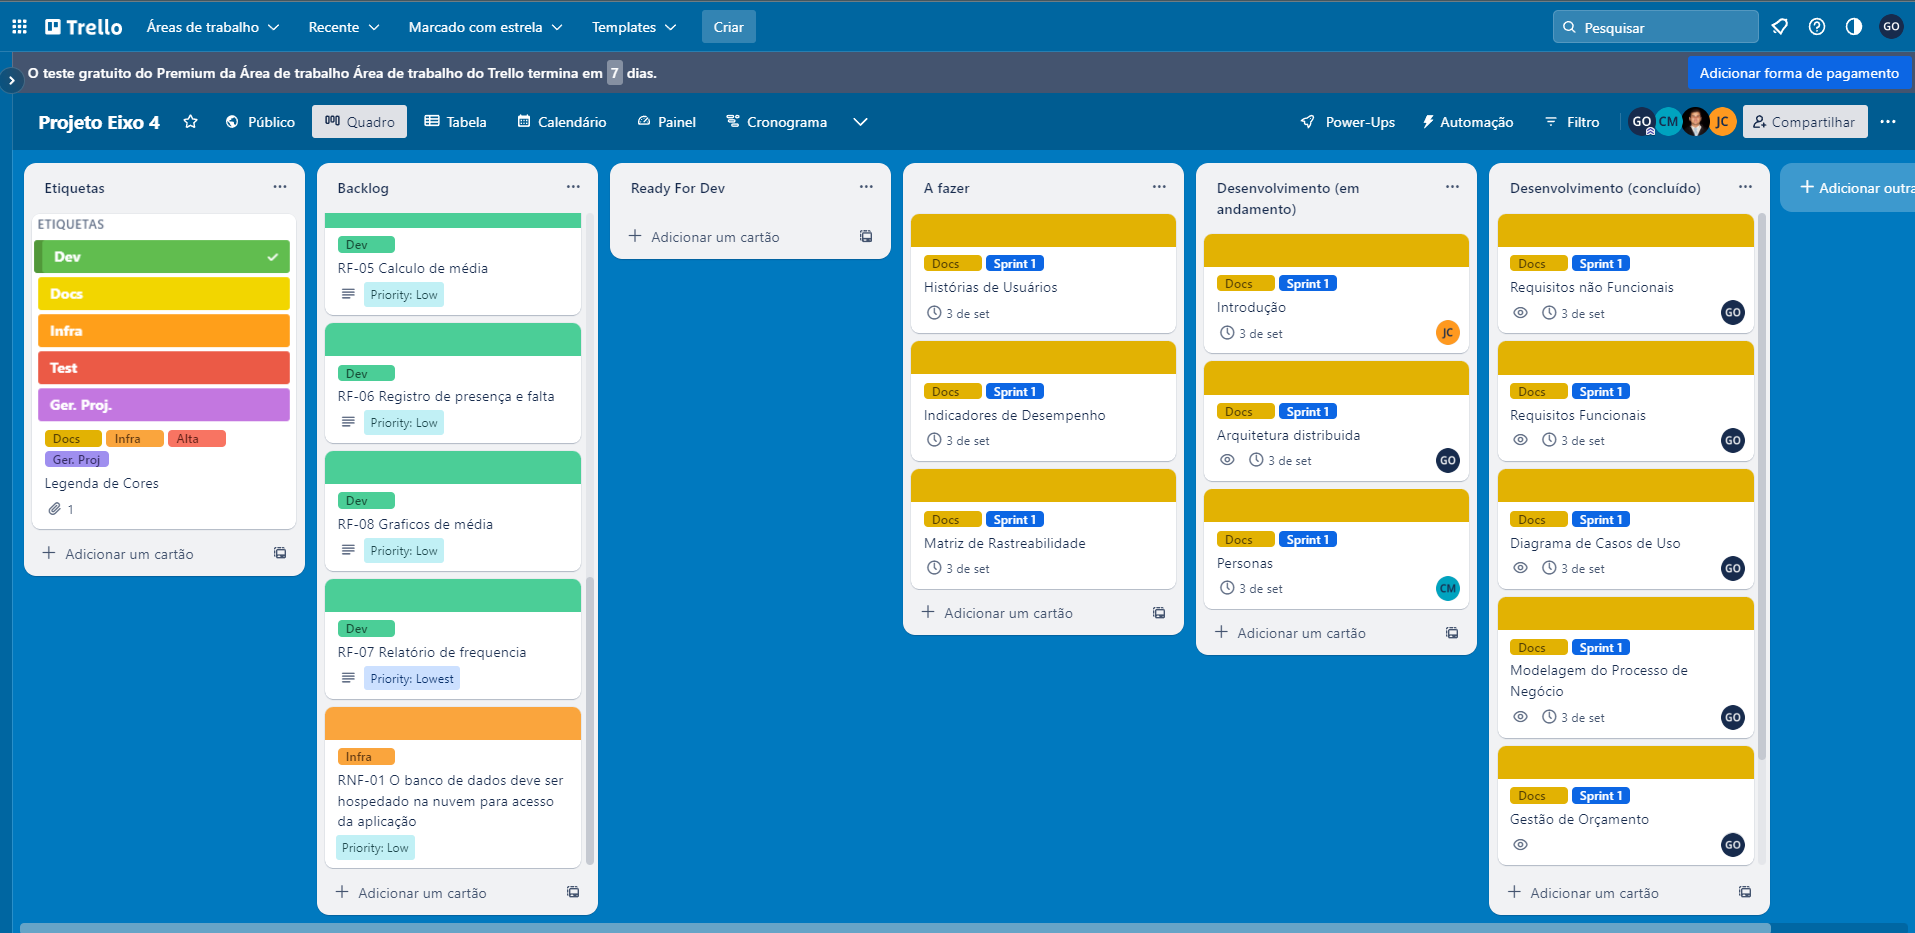 Trello
Áreas de trabalho
Recente
Marcado com estrela
Templates
Criar
Pesquisar
GO
O teste gratuito do Premium da Área de trabalho Área de trabalho do Trello termina em 7 dias.
Adicionar forma de pagamento
Projeto Eixo 4
Público
Quadro
Tabela
Calendário
Painel
Cronograma
Power-Ups
Automação
Filtro
GO CM JC
Compartilhar
Etiquetas
ETIQUETAS
Dev
Docs
Infra
Test
Ger. Proj.
Docs Infra Alta
Ger. Proj
Legenda de Cores
1
Adicionar um cartão
Backlog
Dev
RF-05 Calculo de média
Priority: Low
Dev
RF-06 Registro de presença e falta
Priority: Low
Dev
RF-08 Graficos de média
Priority: Low
Dev
RF-07 Relatório de frequencia
Priority: Lowest
Infra
RNF-01 O banco de dados deve ser
hospedado na nuvem para acesso
da aplicação
Priority: Low
Adicionar um cartão
Ready For Dev
Adicionar um cartão
A fazer
Docs Sprint 1
Histórias de Usuários
3 de set
Docs Sprint 1
Indicadores de Desempenho
3 de set
Docs Sprint 1
Matriz de Rastreabilidade
3 de set
Adicionar um cartão
Desenvolvimento (em
andamento)
Docs Sprint 1
Introdução
3 de set JC
Docs Sprint 1
Arquitetura distribuida
3 de set GO
Docs Sprint 1
Personas
3 de set CM
Adicionar um cartão
Desenvolvimento (concluído)
Docs Sprint 1
Requisitos não Funcionais
3 de set GO
Docs Sprint 1
Requisitos Funcionais
3 de set GO
Docs Sprint 1
Diagrama de Casos de Uso
3 de set GO
Docs Sprint 1
Modelagem do Processo de
Negócio
3 de set GO
Docs Sprint 1
Gestão de Orçamento
GO
Adicionar um cartão
Adicionar outra